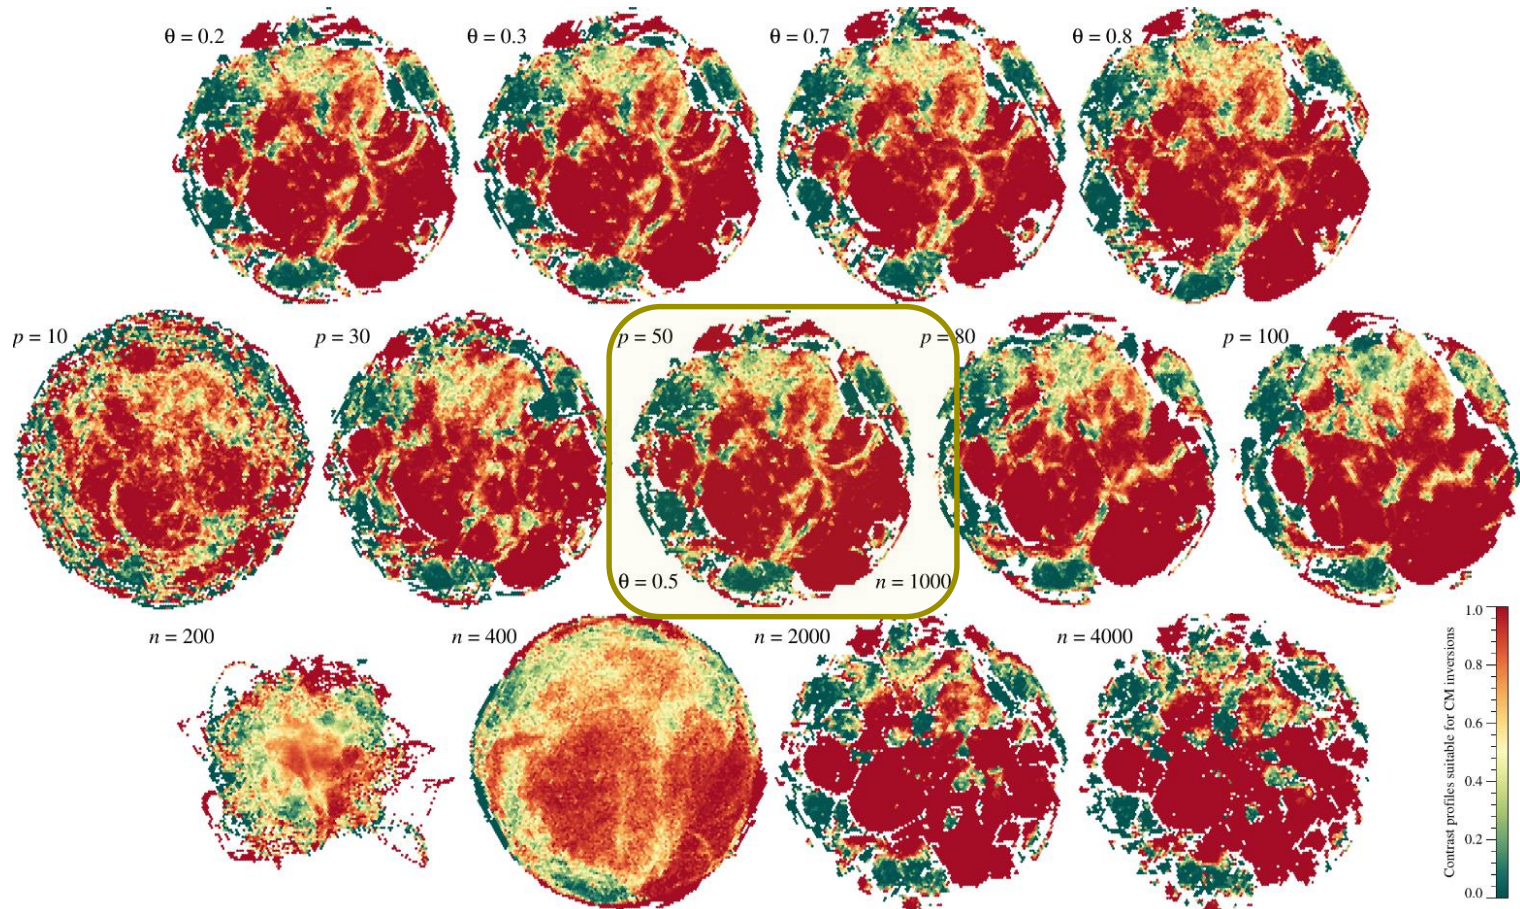 θ = 0.2
θ = 0.3
θ = 0.7
θ = 0.8
p = 10
p = 30
p = 50
p = 80
p = 100
θ = 0.5
n = 1000
n = 200
n = 400
n = 2000
n = 4000
1.0
0.8
0.6
0.4
0.2
0.0
Contrast profiles suitable for CM inversions